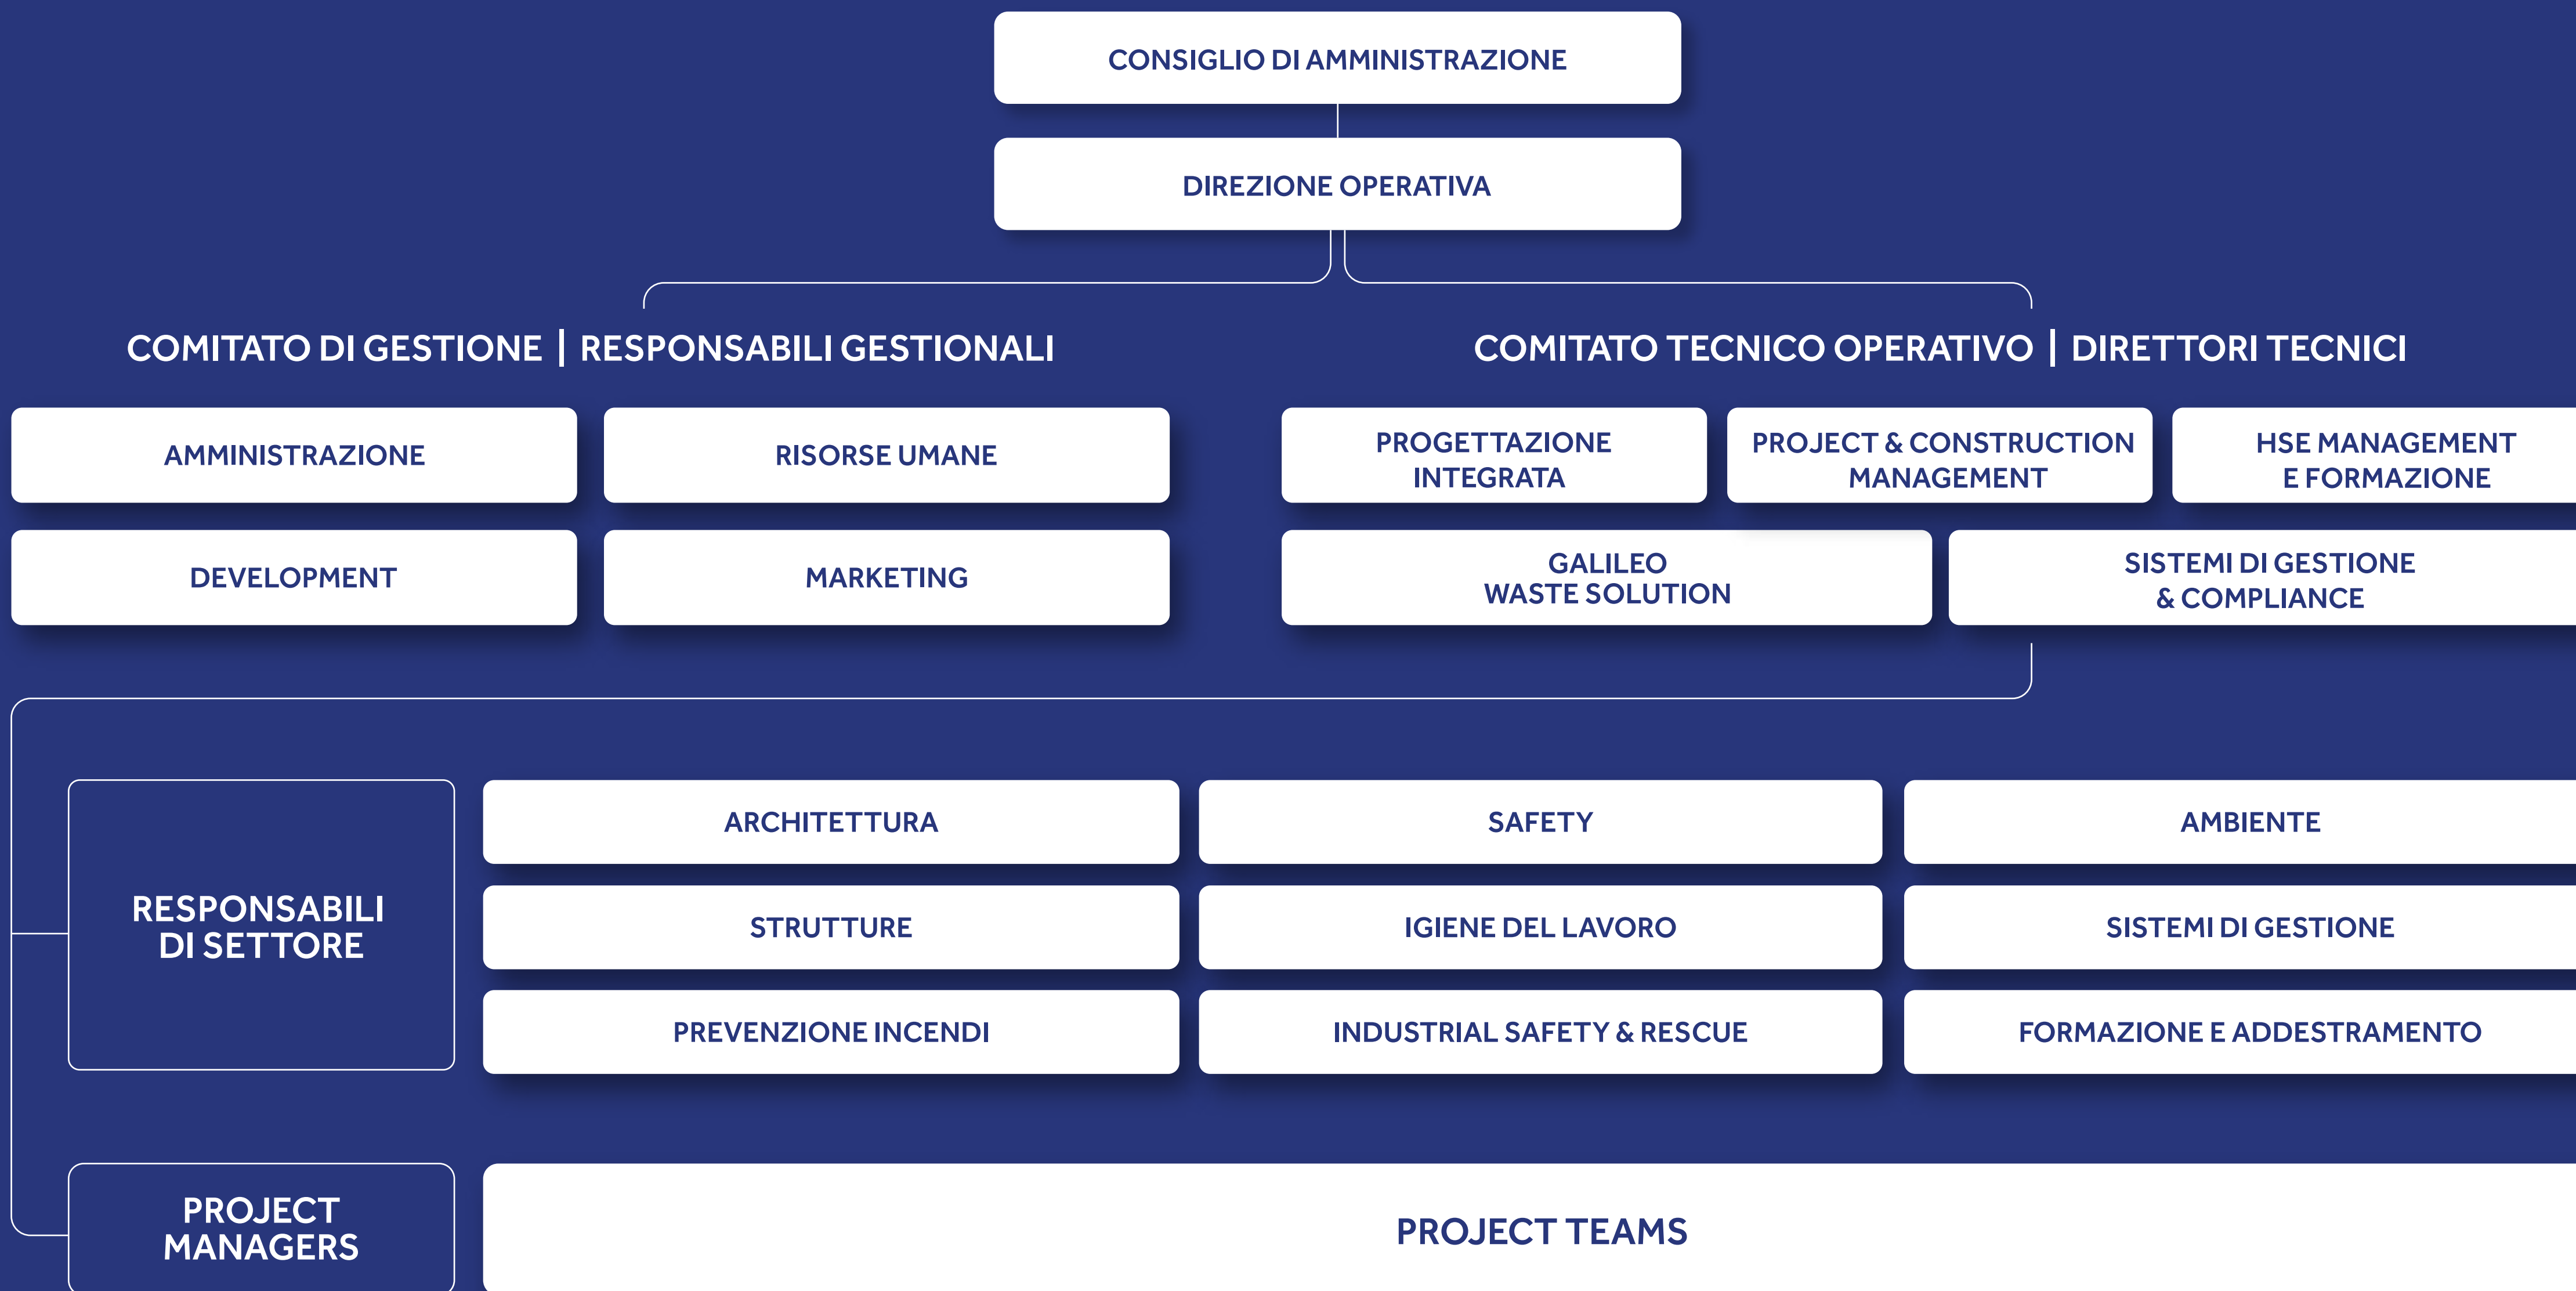 CONSIGLIO DI AMMINISTRAZIONE
DIREZIONE OPERATIVA
COMITATO DI GESTIONE | RESPONSABILI GESTIONALI
AMMINISTRAZIONE
RISORSE UMANE
DEVELOPMENT
MARKETING
COMITATO TECNICO OPERATIVO | DIRETTORI TECNICI
PROGETTAZIONE
INTEGRATA
PROJECT & CONSTRUCTION
MANAGEMENT
HSE MANAGEMENT
E FORMAZIONE
GALILEO
WASTE SOLUTION
SISTEMI DI GESTIONE
& COMPLIANCE
RESPONSABILI
DI SETTORE
ARCHITETTURA
SAFETY
AMBIENTE
STRUTTURE
IGIENE DEL LAVORO
SISTEMI DI GESTIONE
PREVENZIONE INCENDI
INDUSTRIAL SAFETY & RESCUE
FORMAZIONE E ADDESTRAMENTO
PROJECT
MANAGERS
PROJECT TEAMS